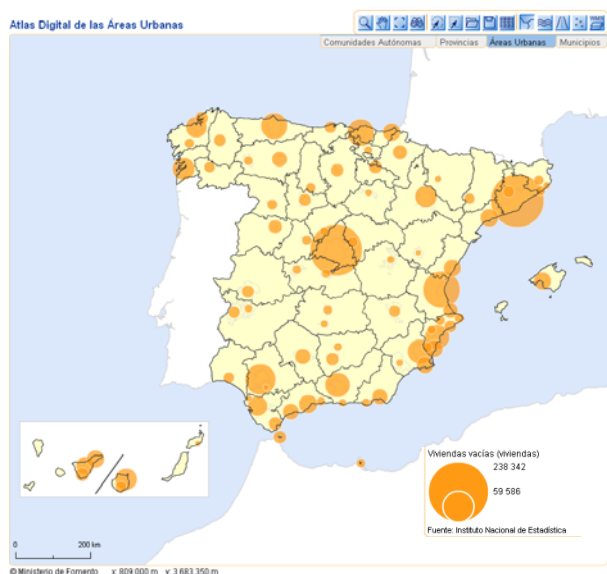 Atlas Digital de las Áreas Urbanas
Comunidades Autónomas Provincias Áreas Urbanas Municipios
Viviendas vacías (viviendas)
238 342
59 586
Fuente: Instituto Nacional de Estadística
0 200 km
© Ministerio de Fomento x: 809,000 m y: 3,683,350 m